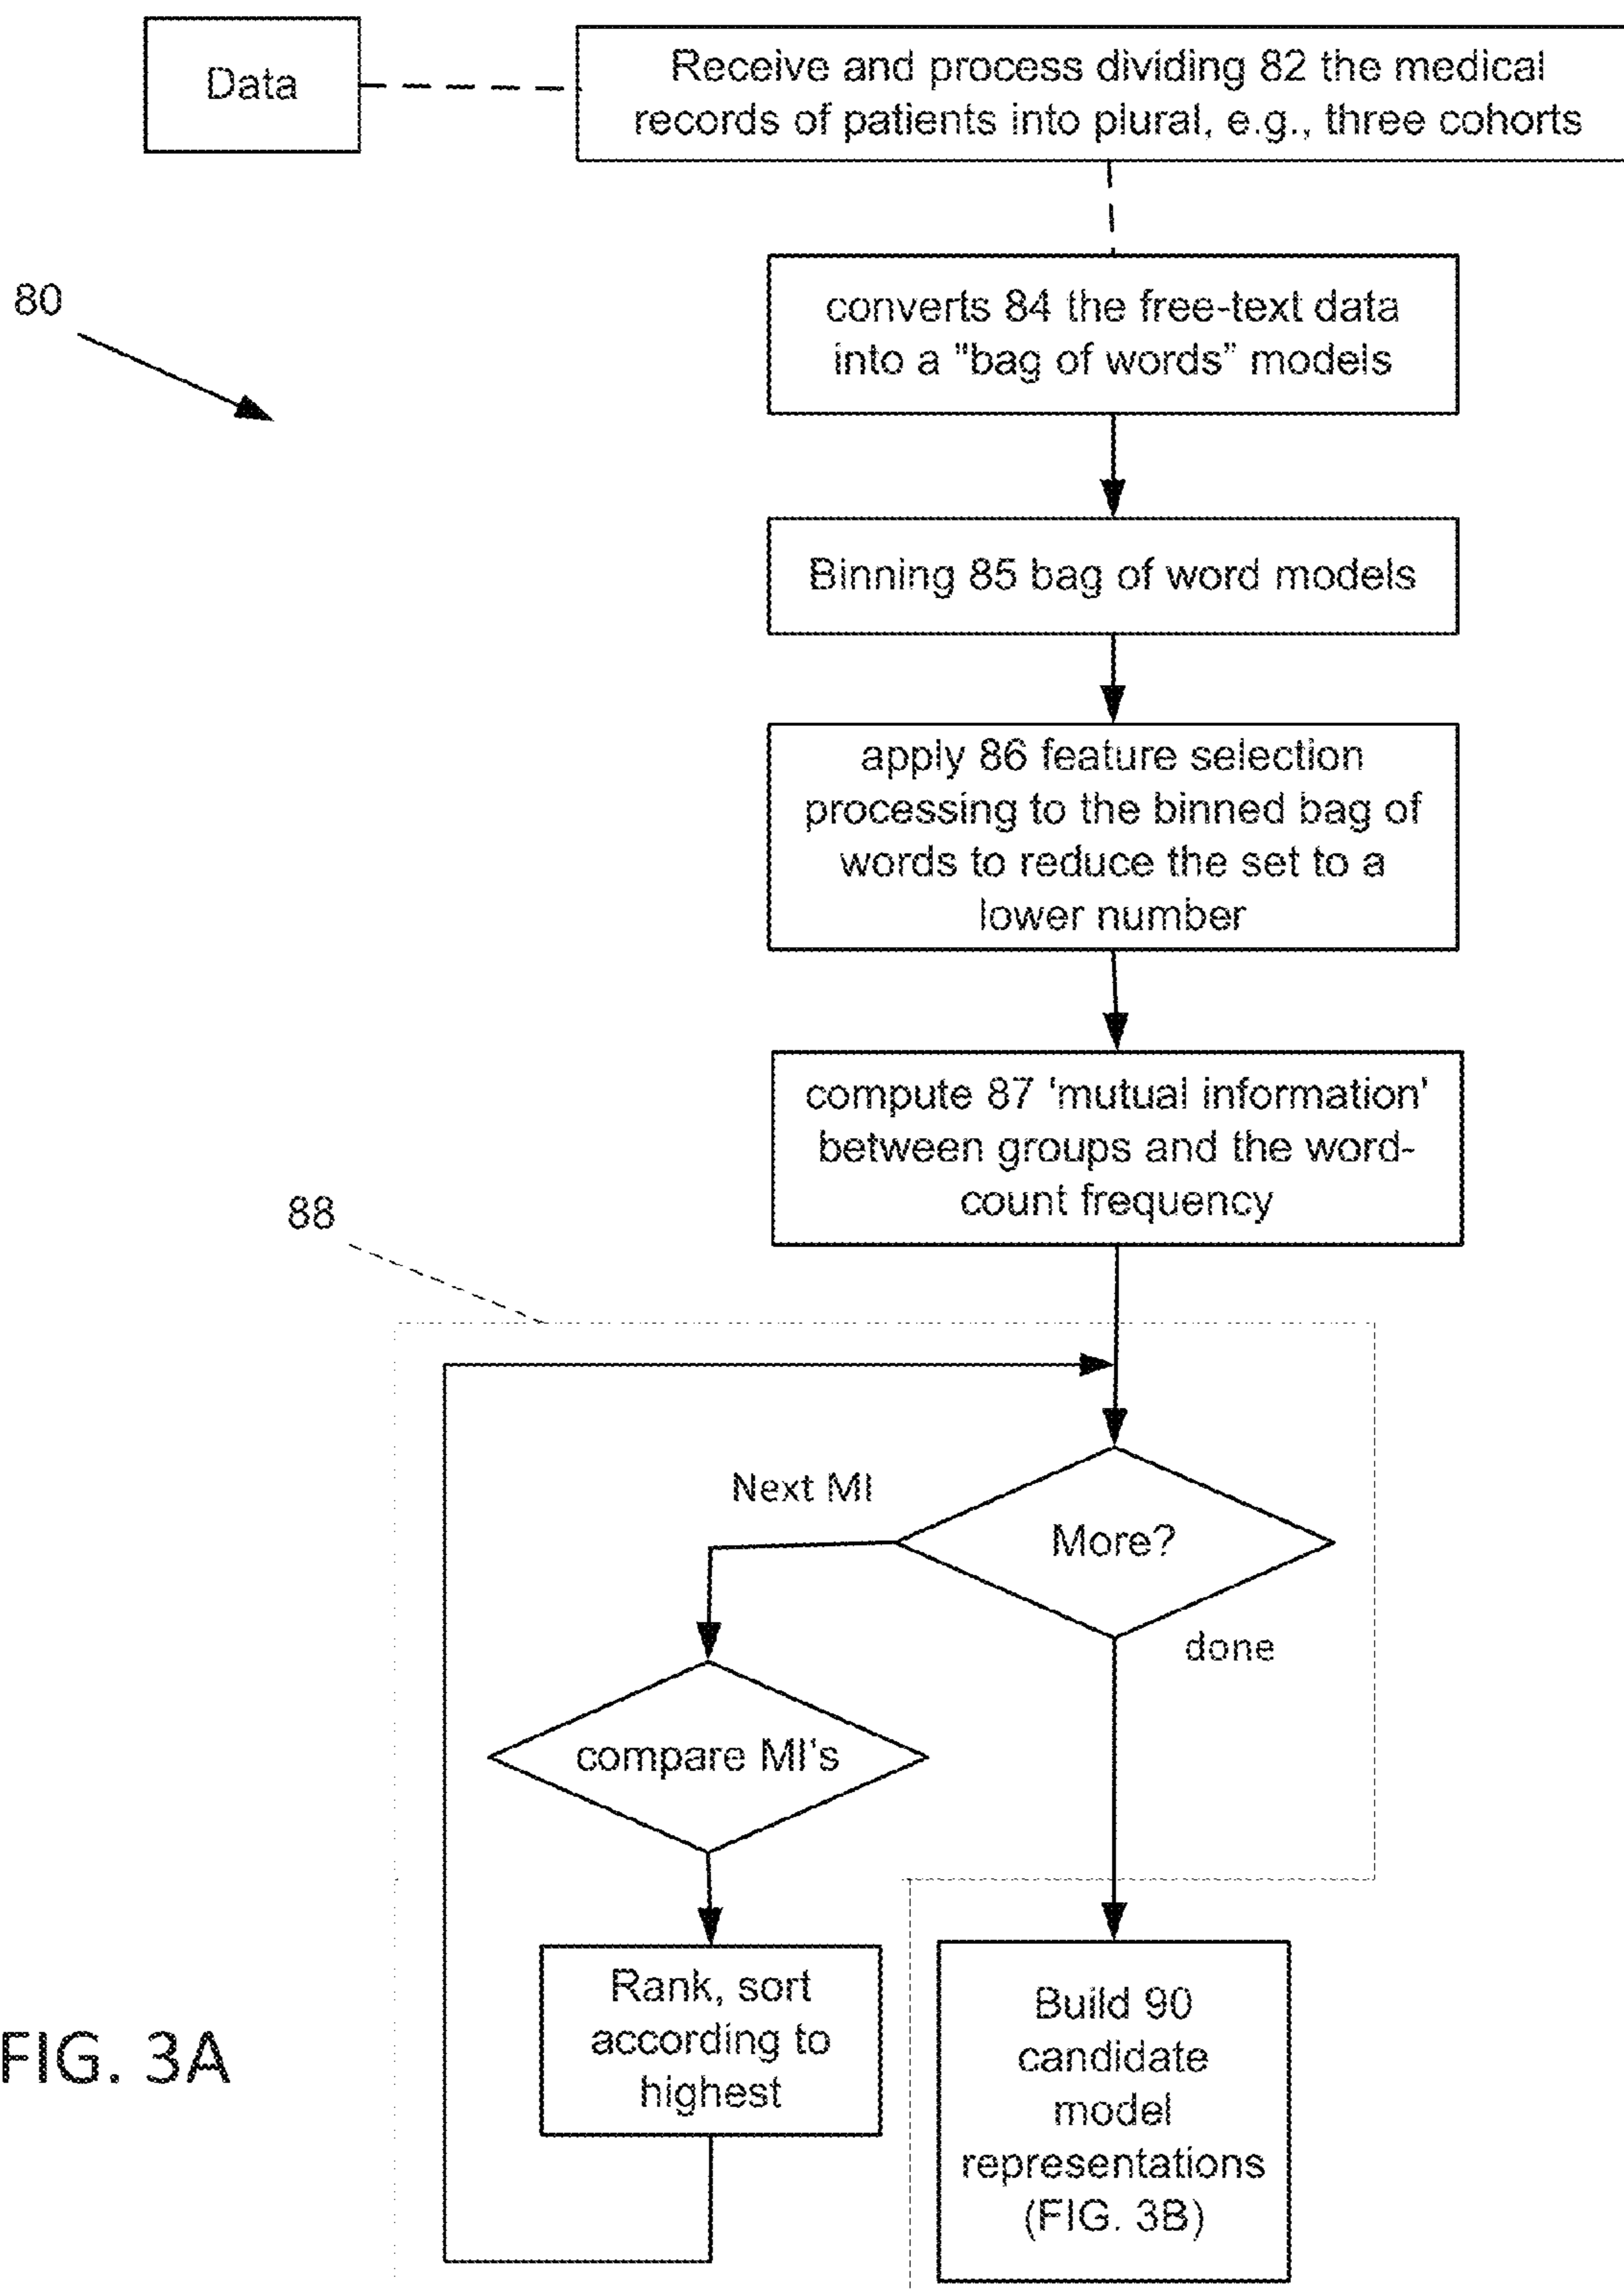 Data
Receive and process dividing 82 the medical
records of patients into plural, e.g., three cohorts
80
converts 84 the free-text data
into a "bag of words” models
Binning 85 bag of word models
apply 86 feature selection
processing to the binned bag of
words to reduce the set to a
lower number
compute 87 'mutual information'
between groups and the word-
count frequency
88
Next MI
More?
done
compare MI's
Rank, sort
according to
highest
Build 90
candidate
model
representations
(FIG. 3B)
FIG. 3A